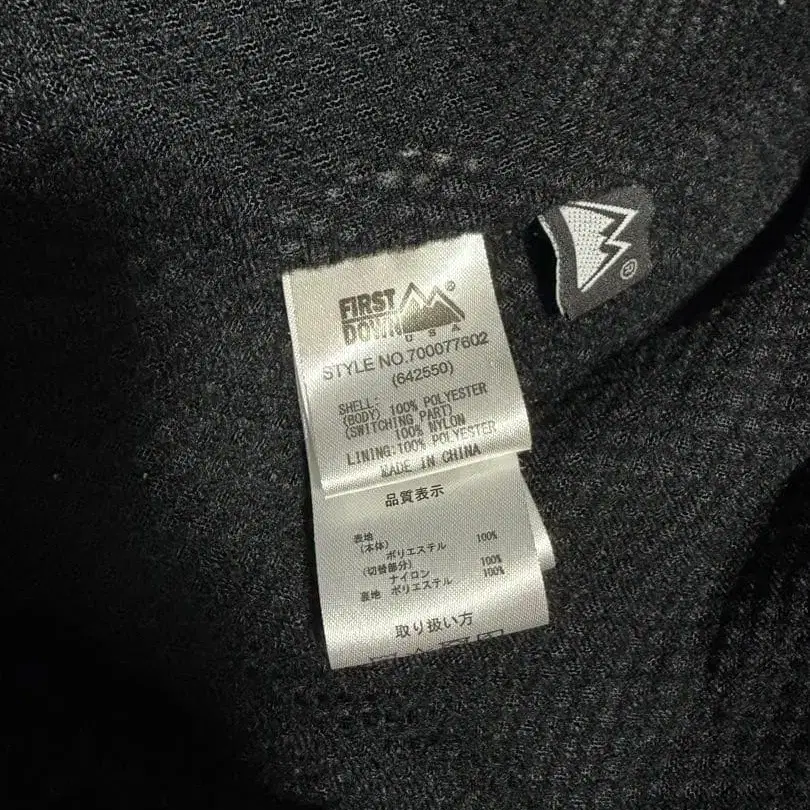 FIRST
DOWN
®
USA
STYLE NO.700077602
(642550)
SHELL:
(BODY) 100% POLYESTER
(SWITCHING PART)
100% NYLON
LINING:100% POLYESTER
MADE IN CHINA
品質表示
表地
(本体)
ポリエステル 100%
(切替部分)
ナイロン 100%
裏地 ポリエステル 100%
取り扱い方
®